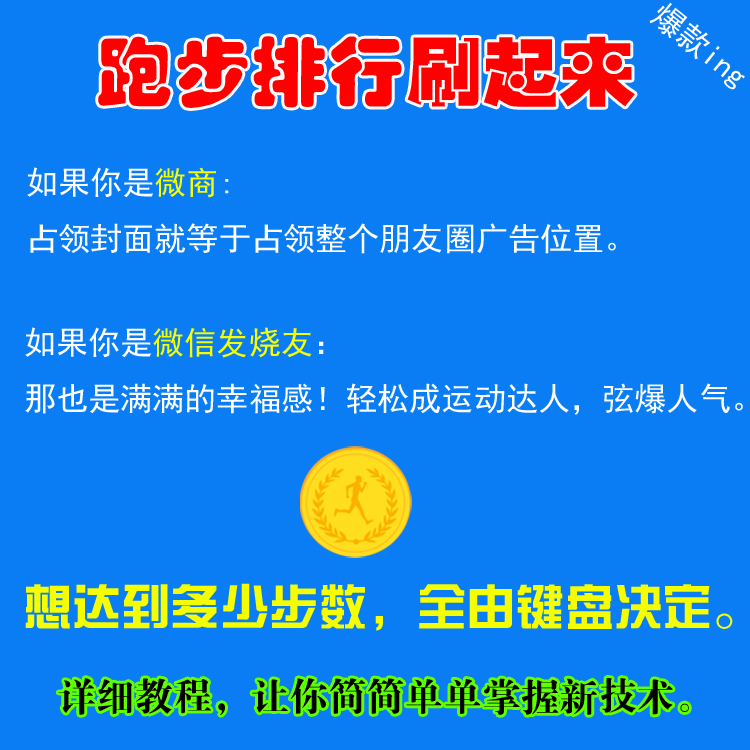 爆款ing
跑步排行刷起来
如果你是微商:
占领封面就等于占领整个朋友圈广告位置。
如果你是微信发烧友：
那也是满满的幸福感！轻松成运动达人，弦爆人气。
想达到多少步数，全由键盘决定。
详细教程，让你简简单单掌握新技术。